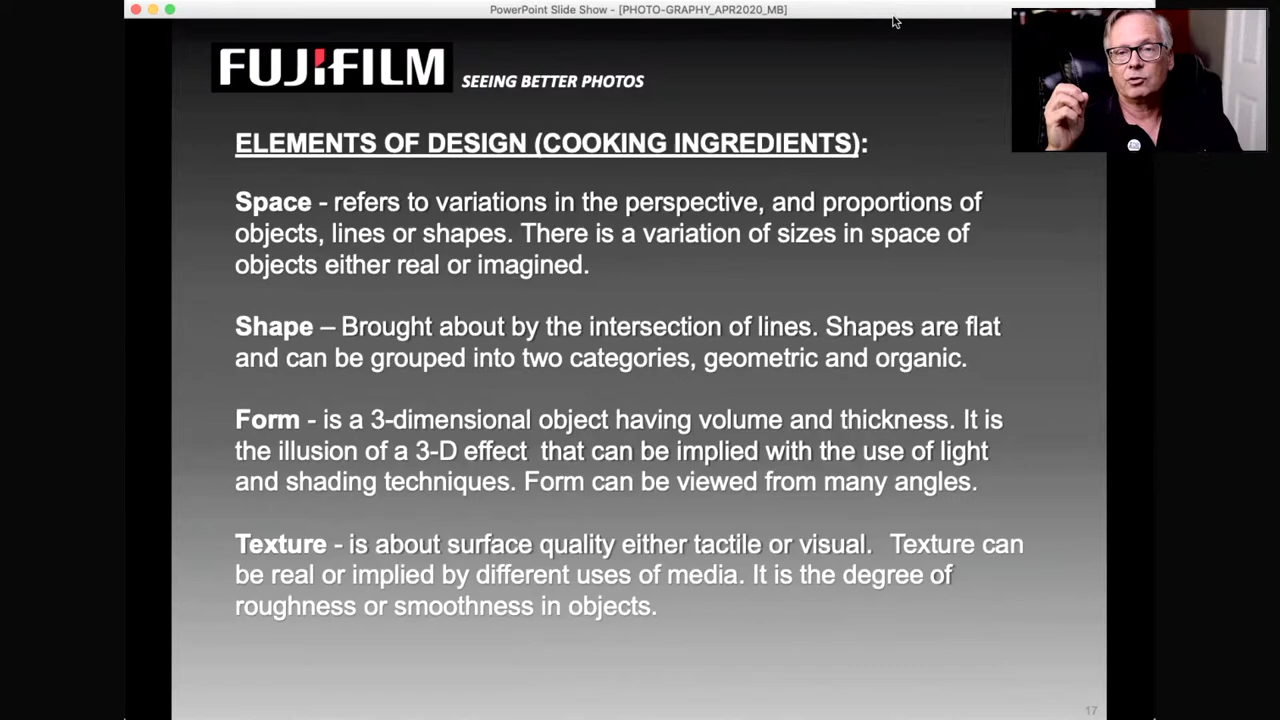 PowerPoint Slide Show - [PHOTO-GRAPHY_APR2020_MB]
FUJIFILM SEEING BETTER PHOTOS
ELEMENTS OF DESIGN (COOKING INGREDIENTS):
Space - refers to variations in the perspective, and proportions of
objects, lines or shapes. There is a variation of sizes in space of
objects either real or imagined.
Shape – Brought about by the intersection of lines. Shapes are flat
and can be grouped into two categories, geometric and organic.
Form - is a 3-dimensional object having volume and thickness. It is
the illusion of a 3-D effect that can be implied with the use of light
and shading techniques. Form can be viewed from many angles.
Texture - is about surface quality either tactile or visual. Texture can
be real or implied by different uses of media. It is the degree of
roughness or smoothness in objects.
17